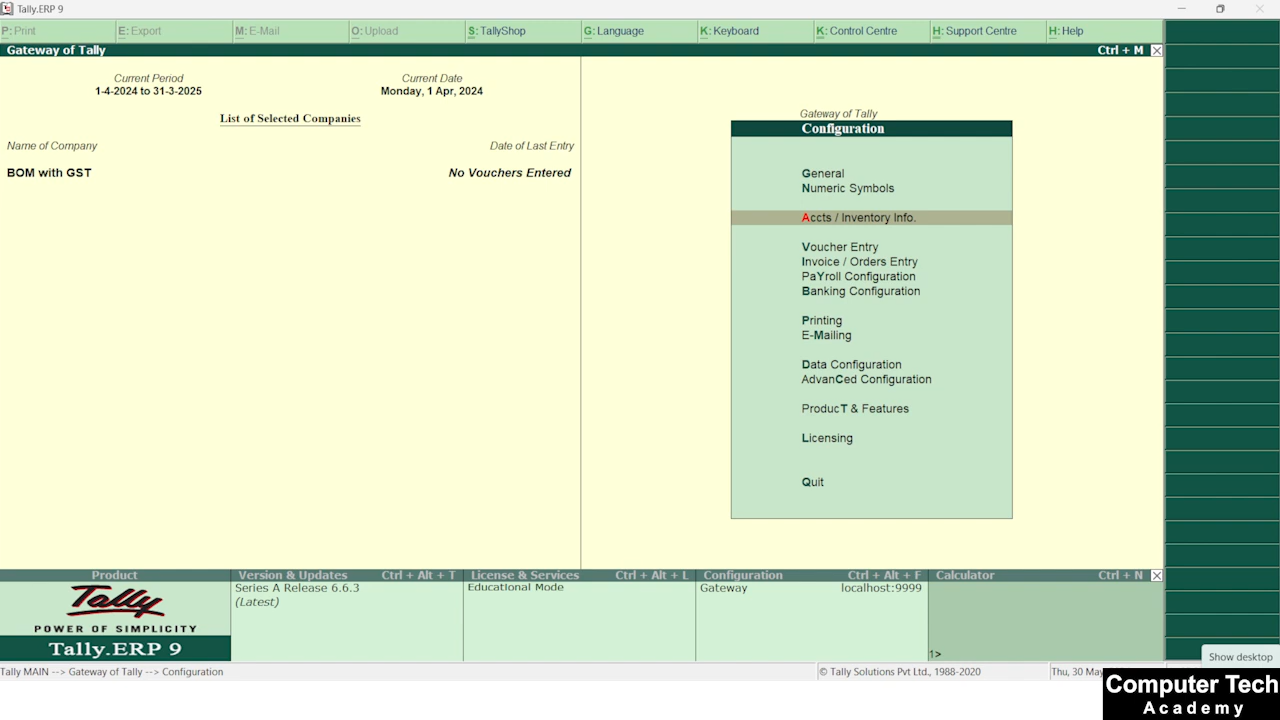 Tally.ERP 9
P: Print E: Export M: E-Mail O: Upload S: TallyShop G: Language K: Keyboard K: Control Centre H: Support Centre H: Help
Gateway of Tally Ctrl + M
Current Period Current Date
1-4-2024 to 31-3-2025 Monday, 1 Apr, 2024
List of Selected Companies
Name of Company Date of Last Entry
BOM with GST No Vouchers Entered
Gateway of Tally
Configuration
General
Numeric Symbols
Accts / Inventory Info.
Voucher Entry
Invoice / Orders Entry
PaYroll Configuration
Banking Configuration
Printing
E-Mailing
Data Configuration
AdvanCed Configuration
ProducT & Features
Licensing
Quit
Product Version & Updates Ctrl + Alt + T License & Services Ctrl + Alt + L Configuration Ctrl + Alt + F Calculator Ctrl + N
Tally
POWER OF SIMPLICITY
Tally.ERP 9
Series A Release 6.6.3
(Latest)
Educational Mode
Gateway localhost:9999
1>
Show desktop
Tally MAIN --> Gateway of Tally --> Configuration © Tally Solutions Pvt Ltd., 1988-2020 Thu, 30 May
Computer Tech
Academy